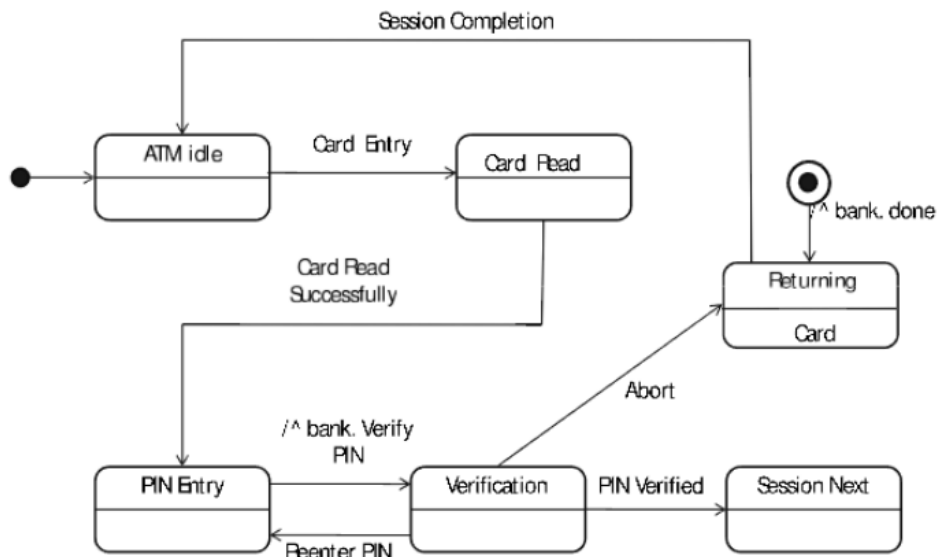 Session Completion
ATM idle
Card Entry
Card Read
/^ bank. done
Card Read
Successfully
Returning
Card
Abort
/^ bank. Verify
PIN
PIN Entry
Verification
PIN Verified
Session Next
Reenter PIN